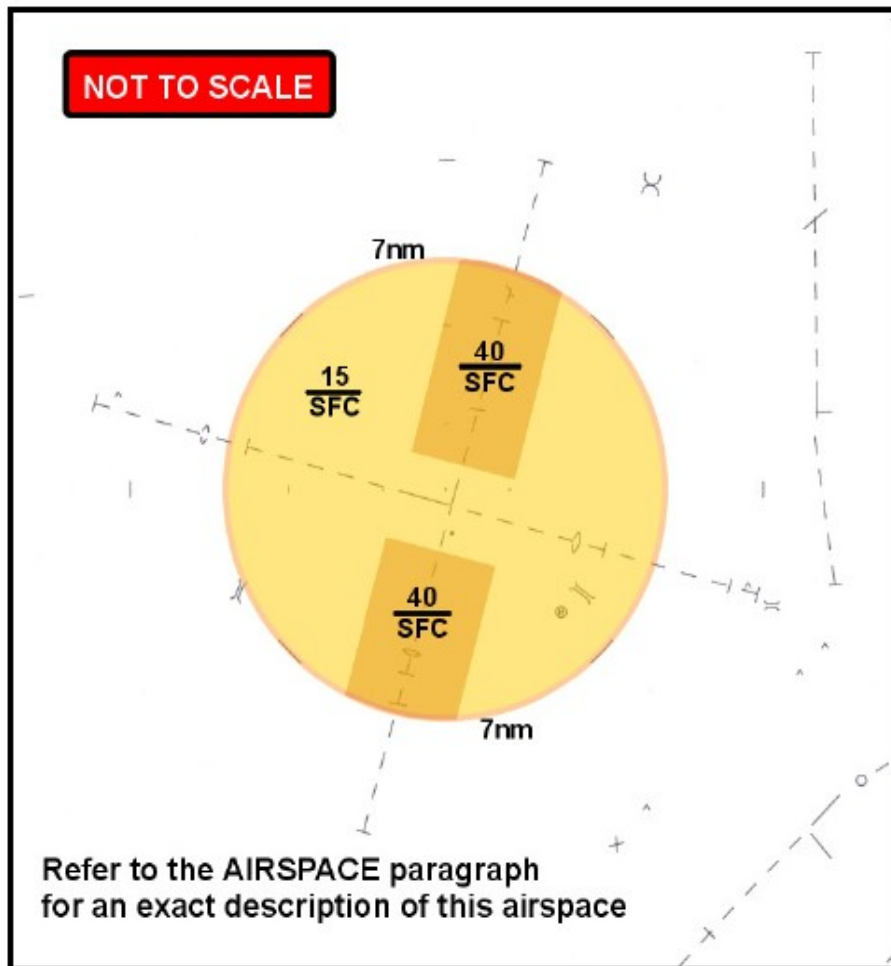 NOT TO SCALE
7nm
40
SFC
15
SFC
40
SFC
7nm
Refer to the AIRSPACE paragraph
for an exact description of this airspace